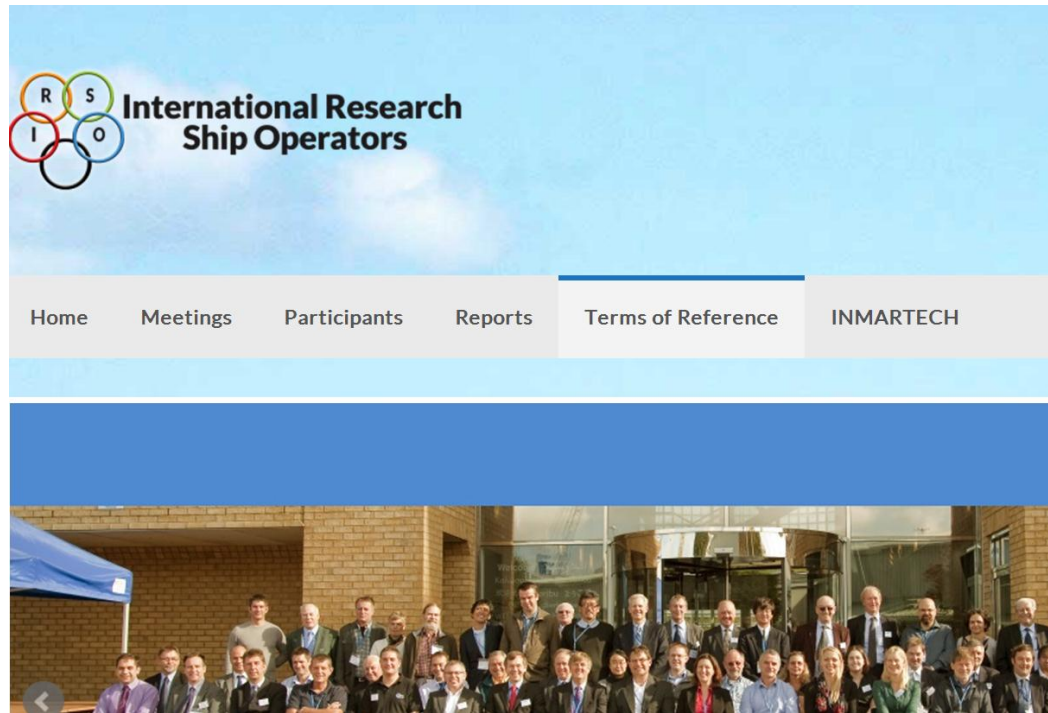 R S
I O
International Research
Ship Operators
Home Meetings Participants Reports Terms of Reference INMARTECH